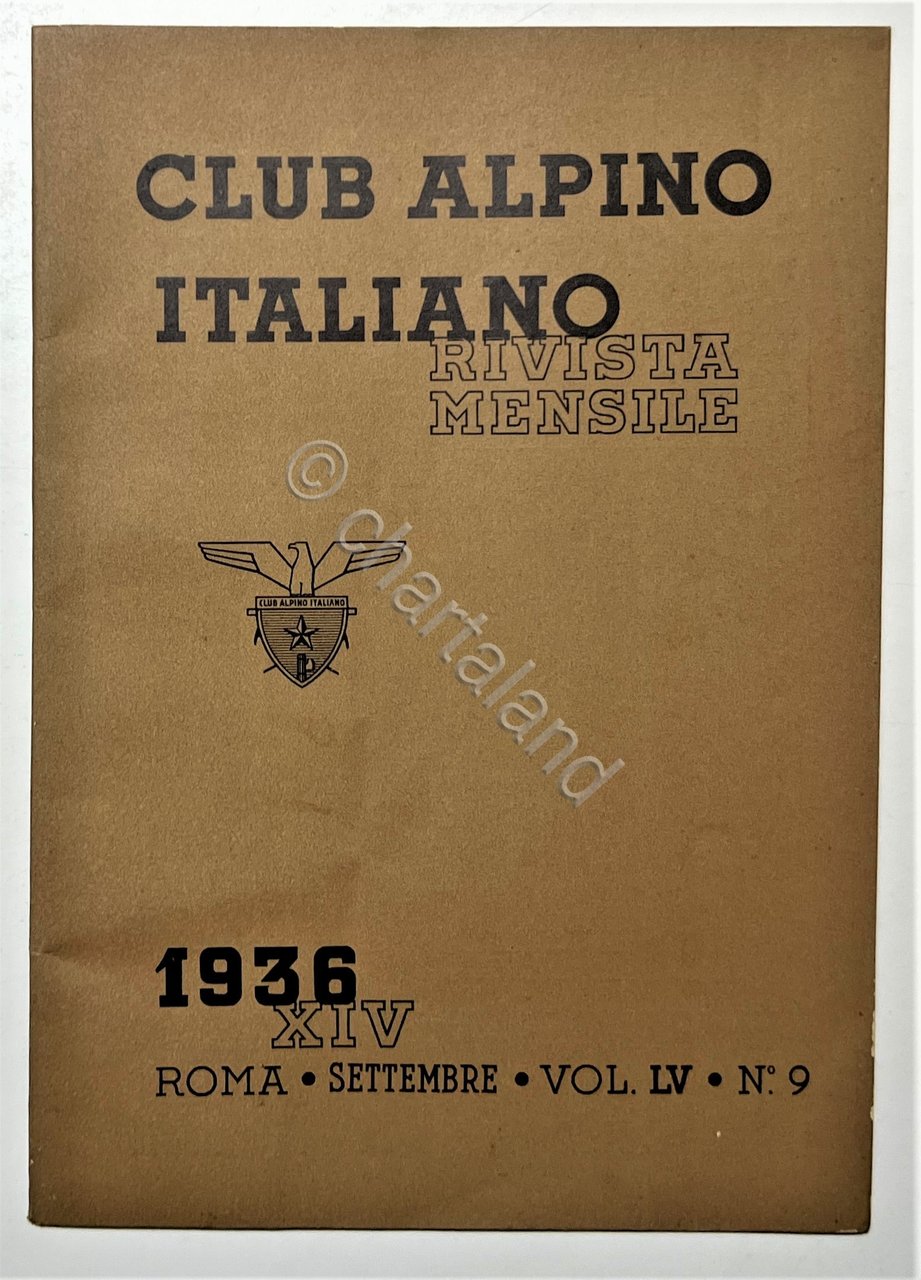 CLUB ALPINO
ITALIANO
RIVISTA
MENSILE
© chartaland
CLUB ALPINO ITALIANO
1936
XIV
ROMA • SETTEMBRE • VOL. LV • N.º 9